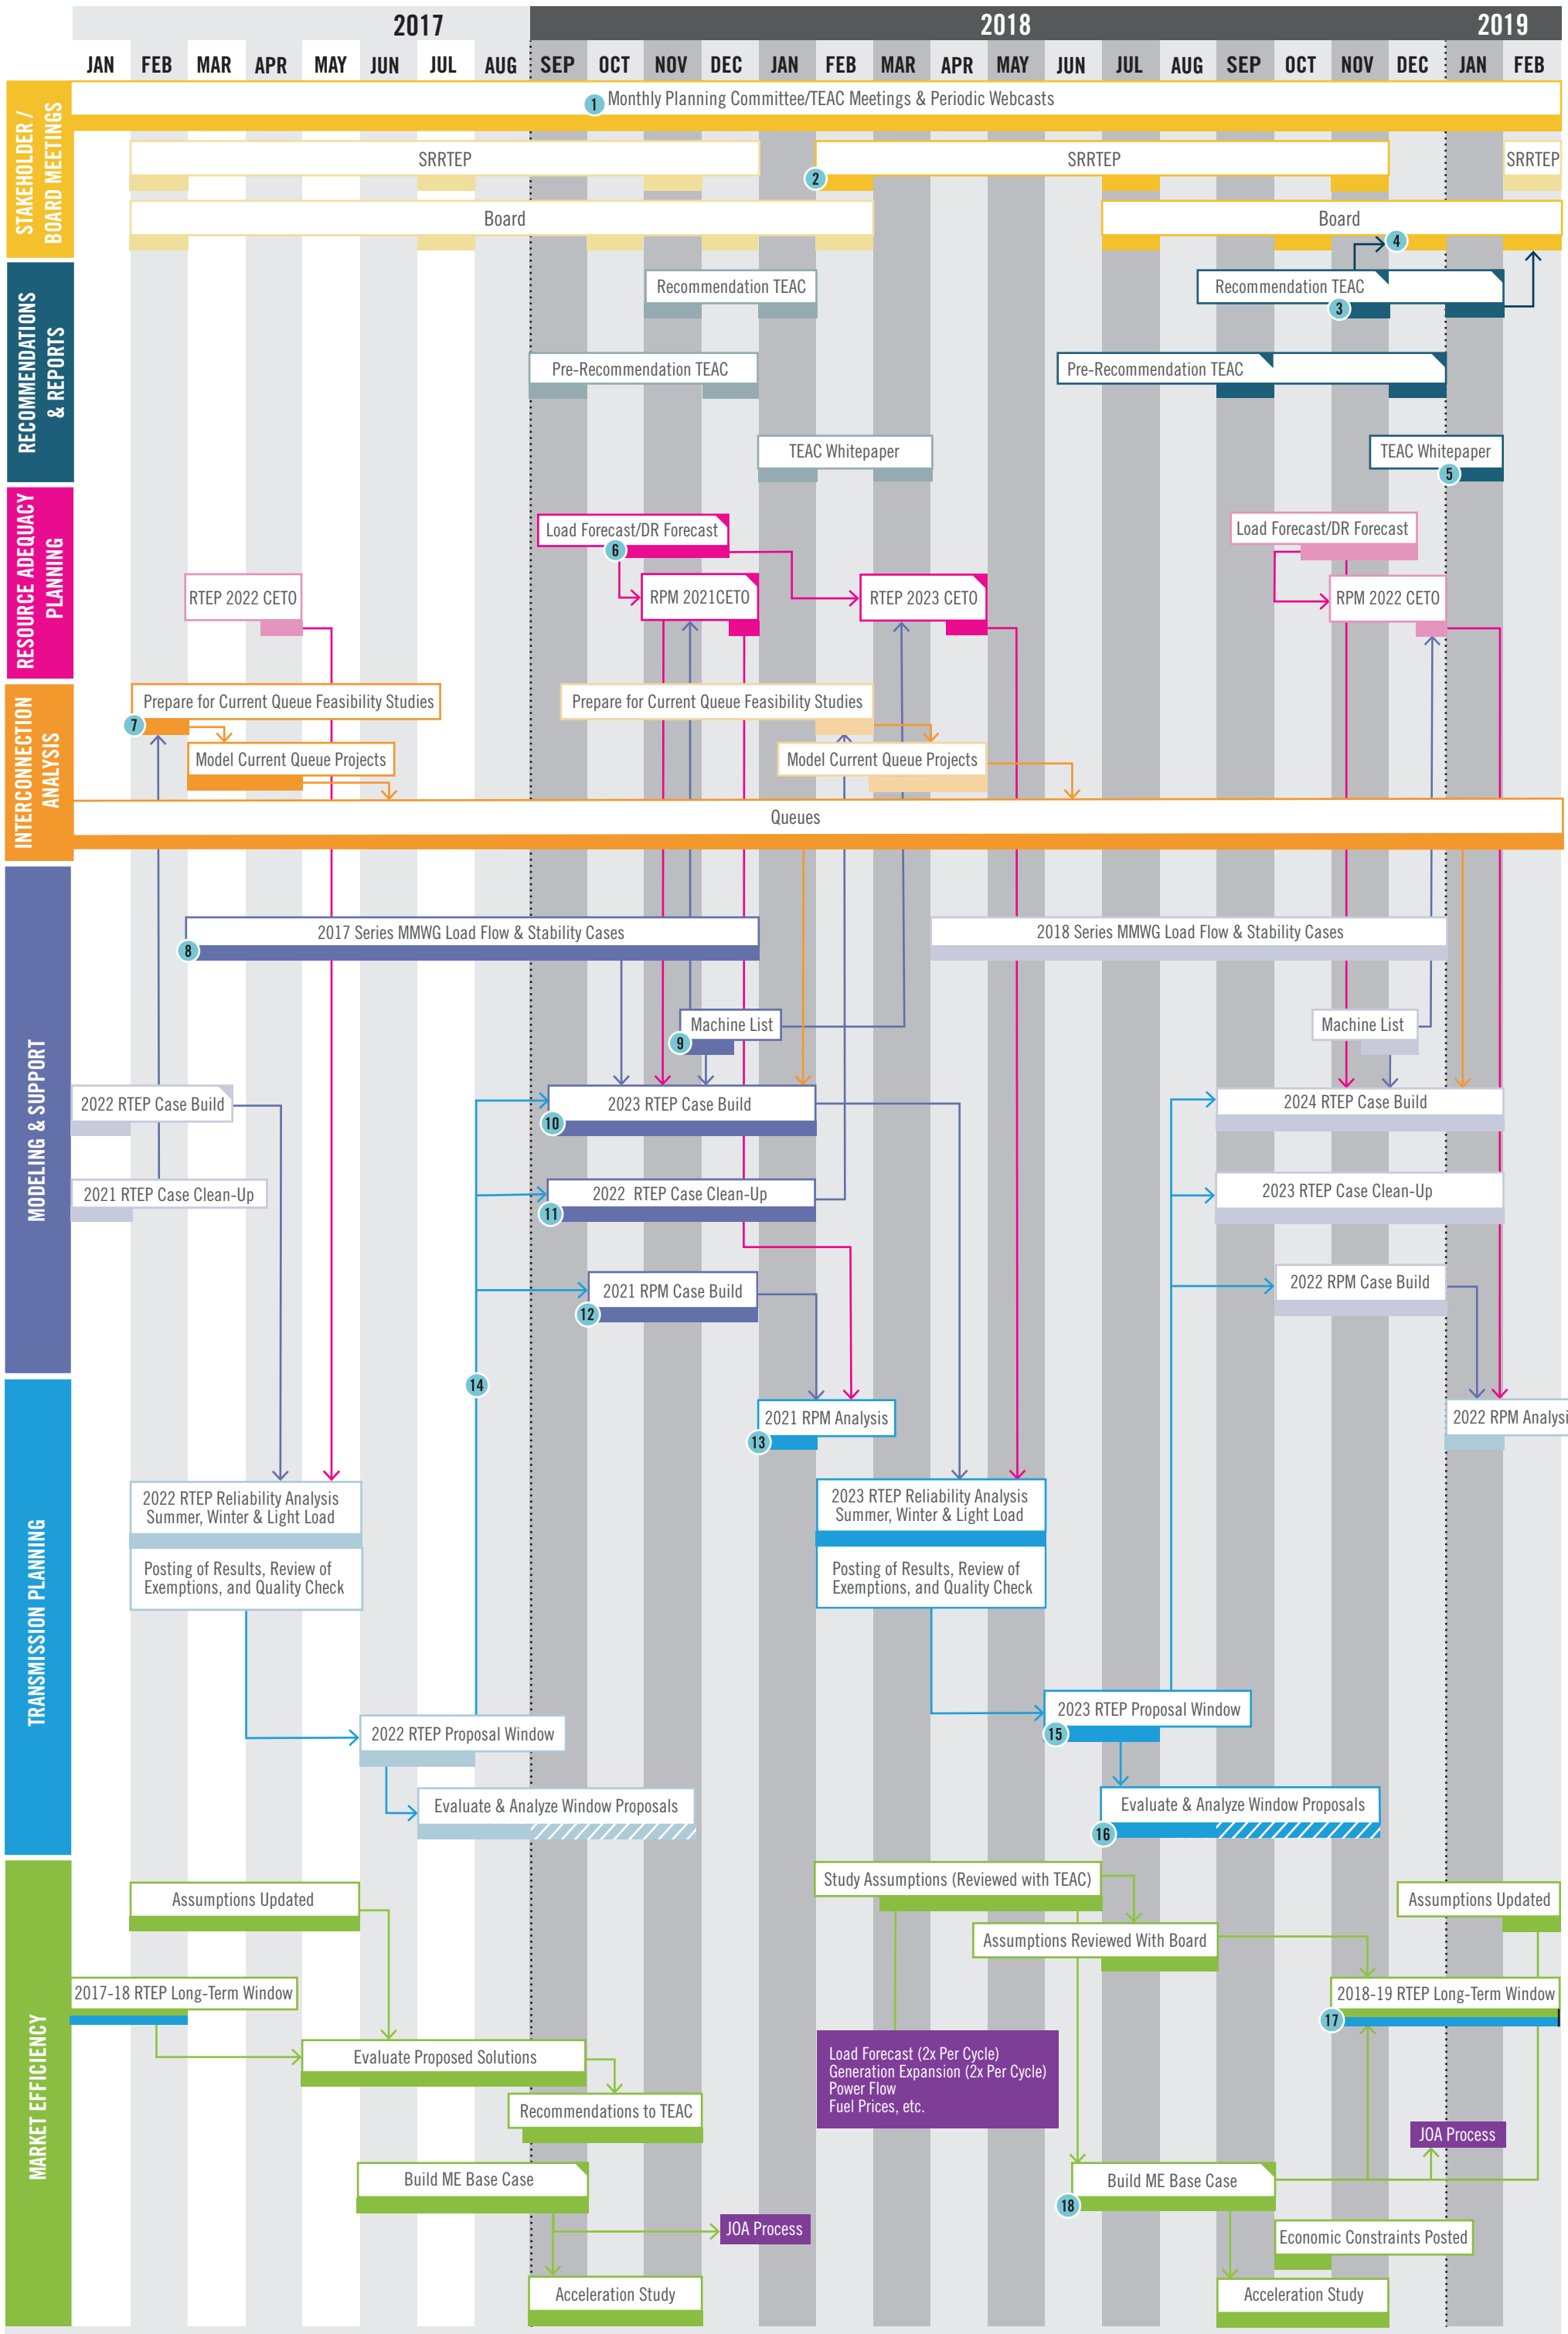 2017
2018
2019
JAN FEB MAR APR MAY JUN JUL AUG SEP OCT NOV DEC JAN FEB MAR APR MAY JUN JUL AUG SEP OCT NOV DEC JAN FEB
STAKEHOLDER /
BOARD MEETINGS
1 Monthly Planning Committee/TEAC Meetings & Periodic Webcasts
SRRTEP
SRRTEP
SRRTEP
2
Board
Board
4
RECOMMENDATIONS
& REPORTS
Recommendation TEAC
Recommendation TEAC
3
Pre-Recommendation TEAC
Pre-Recommendation TEAC
TEAC Whitepaper
TEAC Whitepaper
5
RESOURCE ADEQUACY
PLANNING
Load Forecast/DR Forecast
Load Forecast/DR Forecast
6
RTEP 2022 CETO
RPM 2021CETO
RTEP 2023 CETO
RPM 2022 CETO
INTERCONNECTION
ANALYSIS
Prepare for Current Queue Feasibility Studies
Prepare for Current Queue Feasibility Studies
7
Model Current Queue Projects
Model Current Queue Projects
Queues
MODELING & SUPPORT
2017 Series MMWG Load Flow & Stability Cases
2018 Series MMWG Load Flow & Stability Cases
8
Machine List
Machine List
9
2022 RTEP Case Build
2023 RTEP Case Build
2024 RTEP Case Build
10
2021 RTEP Case Clean-Up
2022 RTEP Case Clean-Up
2023 RTEP Case Clean-Up
11
2021 RPM Case Build
2022 RPM Case Build
12
TRANSMISSION PLANNING
14
2021 RPM Analysis
2022 RPM Analysi
13
2022 RTEP Reliability Analysis
Summer, Winter & Light Load
Posting of Results, Review of
Exemptions, and Quality Check
2023 RTEP Reliability Analysis
Summer, Winter & Light Load
Posting of Results, Review of
Exemptions, and Quality Check
2022 RTEP Proposal Window
2023 RTEP Proposal Window
15
Evaluate & Analyze Window Proposals
Evaluate & Analyze Window Proposals
16
MARKET EFFICIENCY
Study Assumptions (Reviewed with TEAC)
Assumptions Updated
Assumptions Updated
Assumptions Reviewed With Board
2017-18 RTEP Long-Term Window
2018-19 RTEP Long-Term Window
17
Evaluate Proposed Solutions
Load Forecast (2x Per Cycle)
Generation Expansion (2x Per Cycle)
Power Flow
Fuel Prices, etc.
Recommendations to TEAC
JOA Process
Build ME Base Case
Build ME Base Case
18
JOA Process
Economic Constraints Posted
Acceleration Study
Acceleration Study